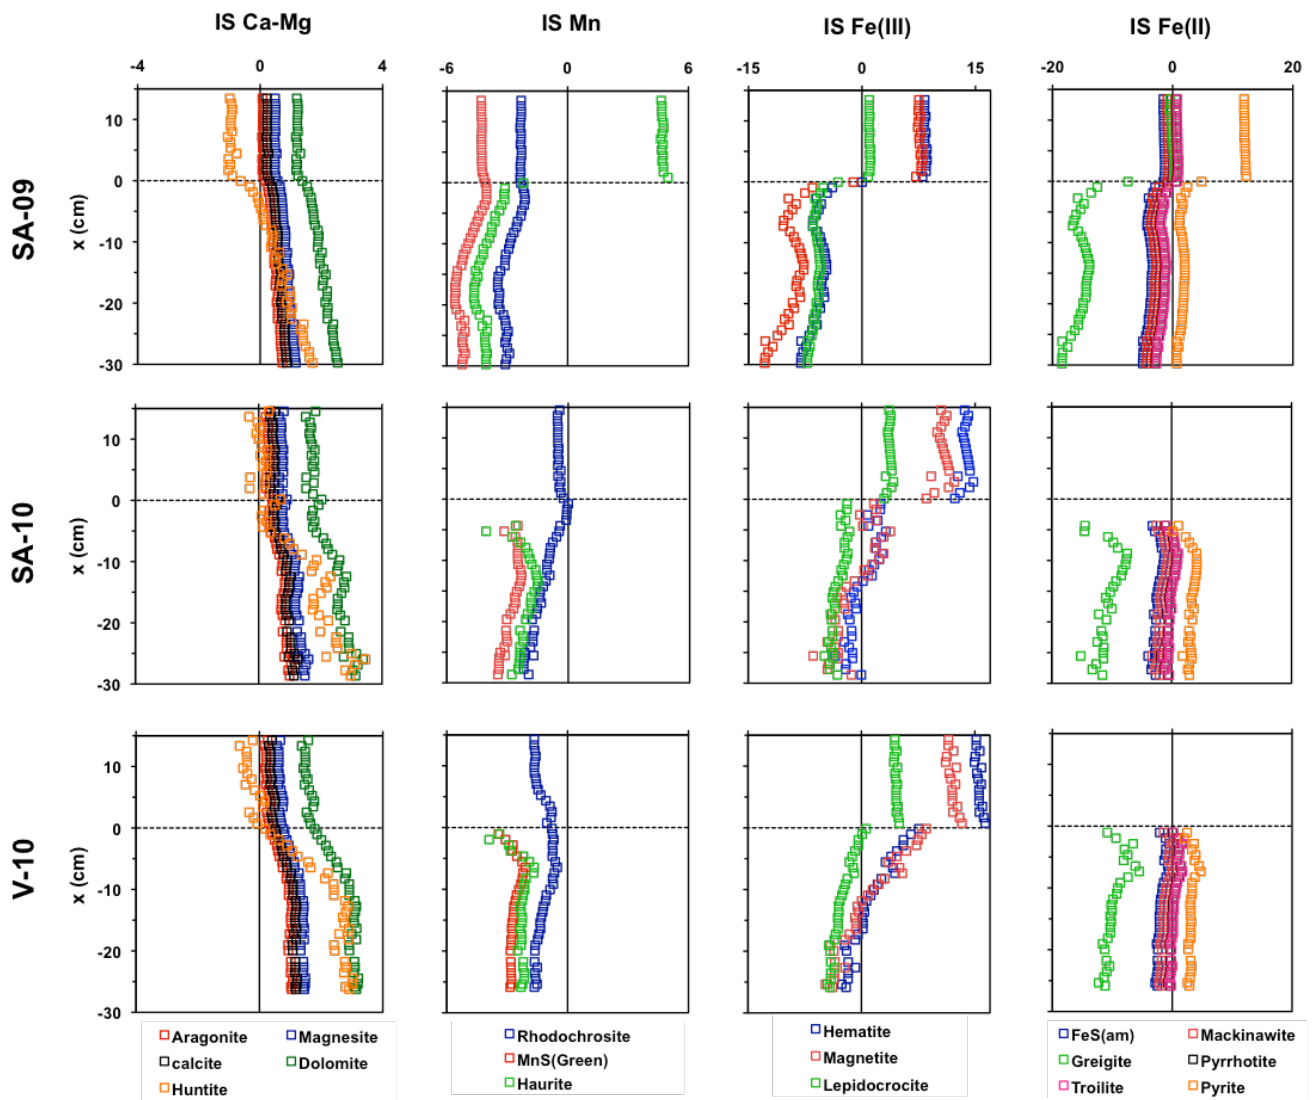 IS Ca-Mg IS Mn IS Fe(III) IS Fe(II)
-4 0 4 -6 0 6 -15 0 15 -20 0 20
SA-09
x (cm)
10
0
-10
-20
-30
SA-10
x (cm)
10
0
-10
-20
-30
V-10
x (cm)
10
0
-10
-20
-30
Aragonite Magnesite
calcite Dolomite
Huntite
Rhodochrosite
MnS(Green)
Haurite
Hematite
Magnetite
Lepidocrocite
FeS(am) Mackinawite
Greigite Pyrrhotite
Troilite Pyrite